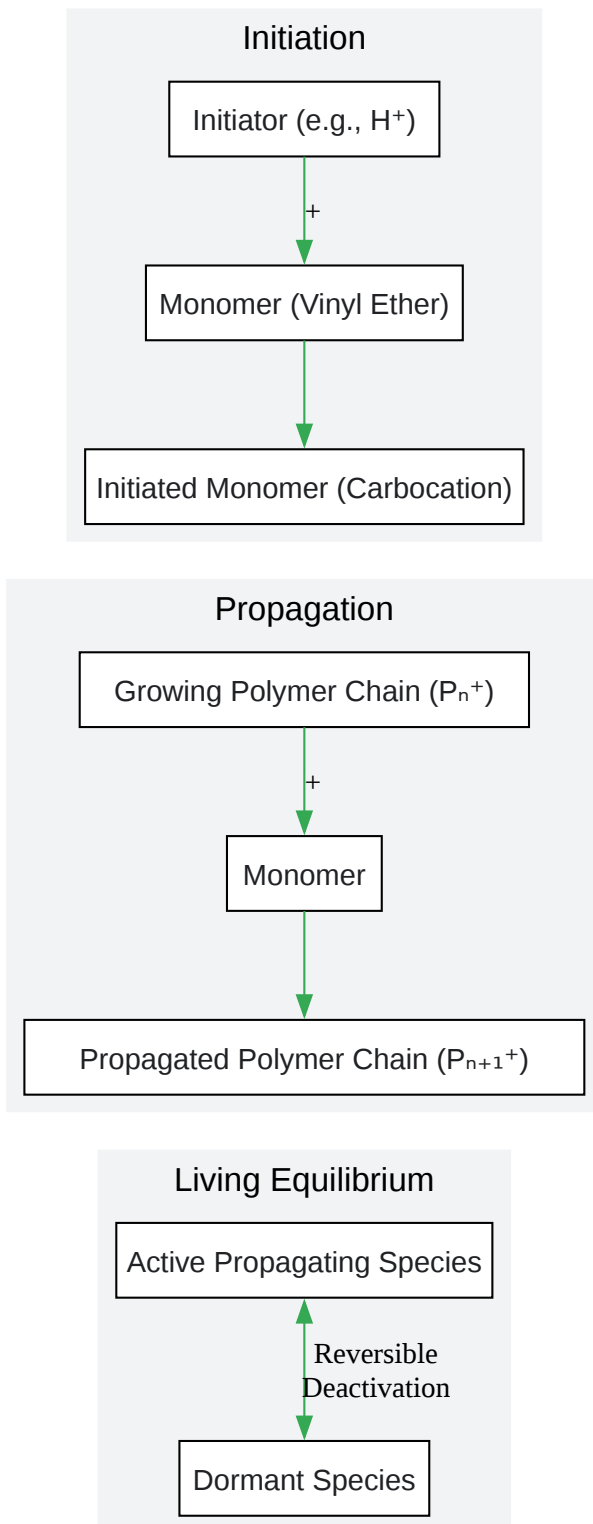 Initiation
Initiator (e.g., H⁺)
+
Monomer (Vinyl Ether)
Initiated Monomer (Carbocation)
Propagation
Growing Polymer Chain (Pₙ⁺)
+
Monomer
Propagated Polymer Chain (Pₙ₊₁⁺)
Living Equilibrium
Active Propagating Species
Reversible
Deactivation
Dormant Species